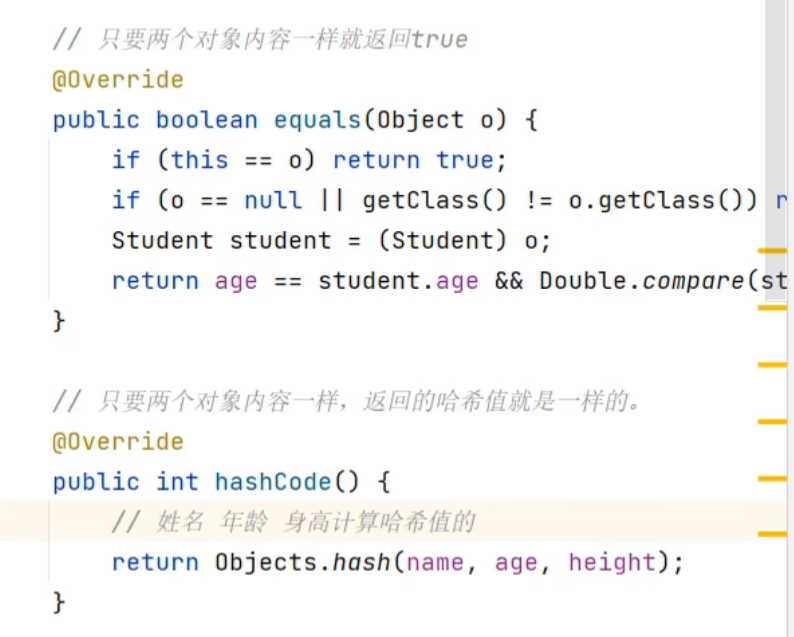 // 只要两个对象内容一样就返回true
@Override
public boolean equals(Object o) {
if (this == o) return true;
if (o == null || getClass() != o.getClass()) r
Student student = (Student) o;
return age == student.age && Double.compare(st
}
// 只要两个对象内容一样，返回的哈希值就是一样的。
@Override
public int hashCode() {
// 姓名 年龄 身高计算哈希值的
return Objects.hash(name, age, height);
}